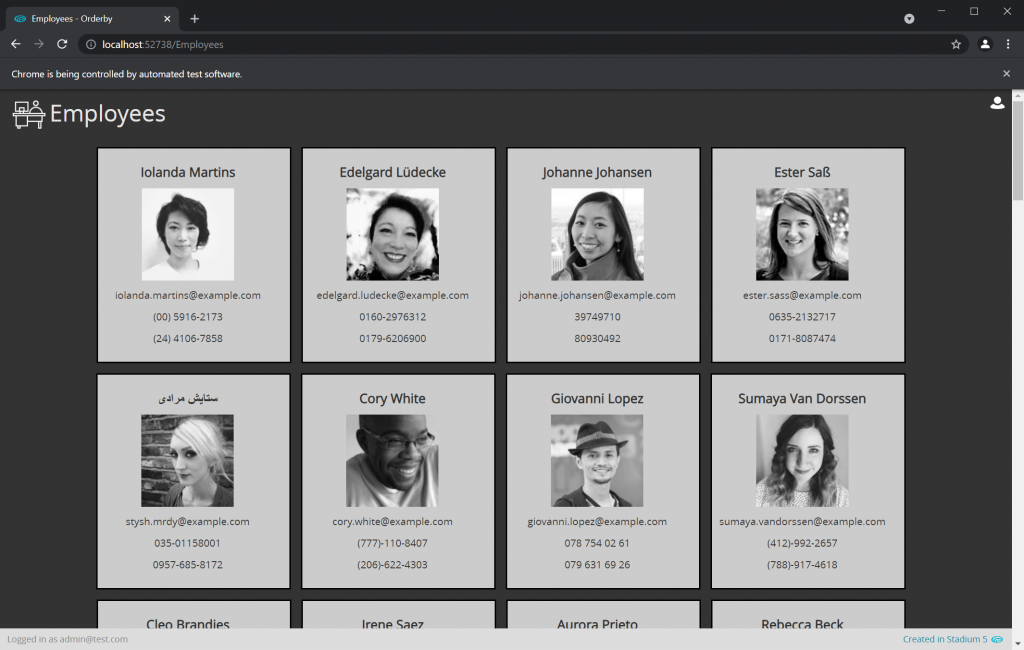 Employees - Orderby
localhost:52738/Employees
Chrome is being controlled by automated test software.
Employees
Iolanda Martins
iolanda.martins@example.com
(00) 5916-2173
(24) 4106-7858
Edelgard Lüdecke
edelgard.ludecke@example.com
0160-2976312
0179-6206900
Johanne Johansen
johanne.johansen@example.com
39749710
80930492
Ester Saß
ester.sass@example.com
0635-2132717
0171-8087474
ستایش مرادی
stysh.mrdy@example.com
035-01158001
0957-685-8172
Cory White
cory.white@example.com
(777)-110-8407
(206)-622-4303
Giovanni Lopez
giovanni.lopez@example.com
078 754 02 61
079 631 69 26
Sumaya Van Dorssen
sumaya.vandorssen@example.com
(412)-992-2657
(788)-917-4618
Cleo Brandjes
Irene Saez
Aurora Prieto
Rebecca Beck
Logged in as admin@test.com
Created in Stadium 5